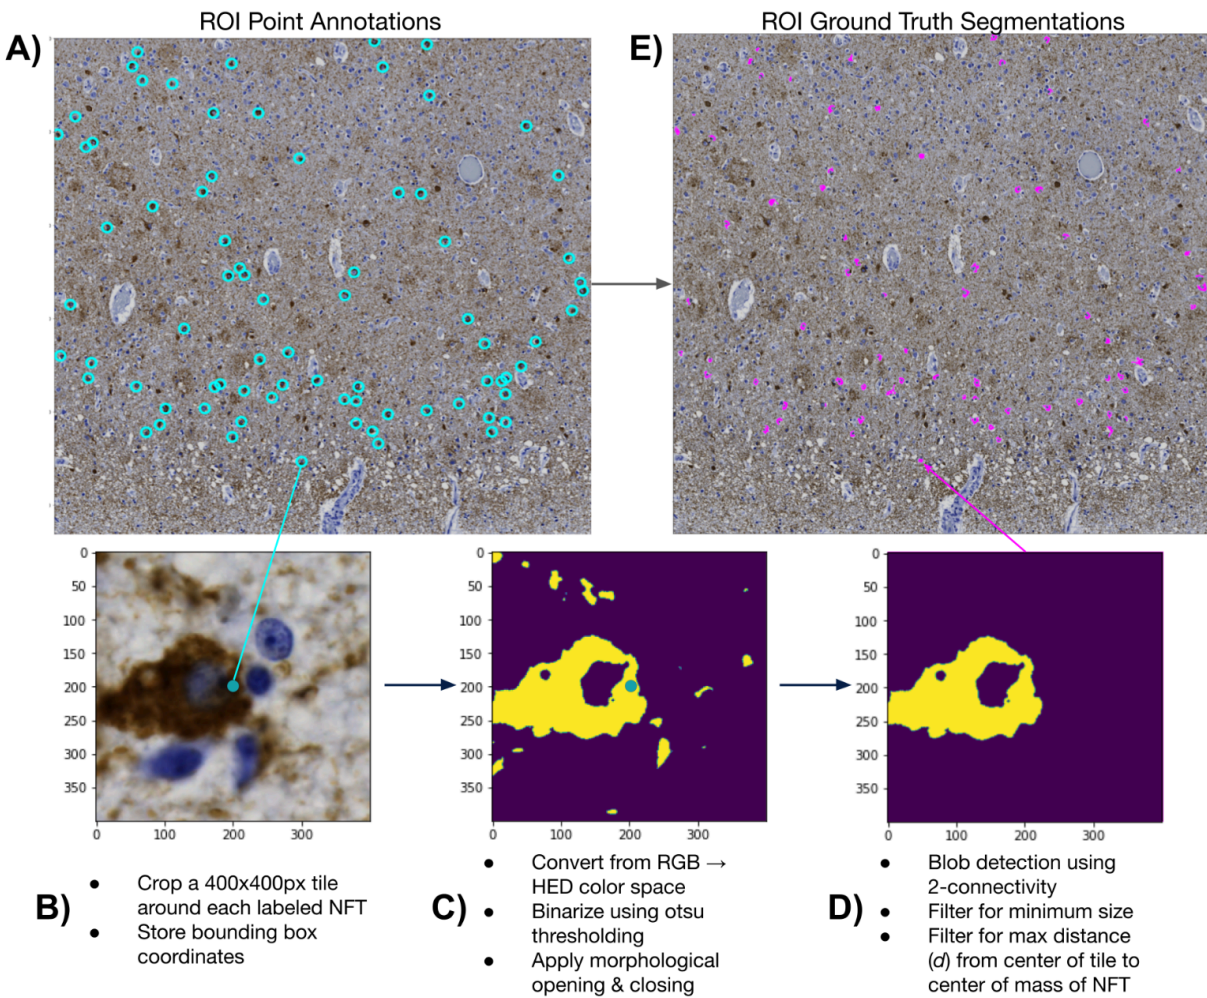 ROI Point Annotations
ROI Ground Truth Segmentations
A)
E)
0
50
100
150
200
250
300
350
0
100
200
300
0
50
100
150
200
250
300
350
0
100
200
300
0
50
100
150
200
250
300
350
0
100
200
300
B)
● Crop a 400x400px tile
around each labeled NFT
● Store bounding box
coordinates
C)
● Convert from RGB →
HED color space
● Binarize using otsu
thresholding
● Apply morphological
opening & closing
D)
● Blob detection using
2-connectivity
● Filter for minimum size
● Filter for max distance
(d) from center of tile to
center of mass of NFT